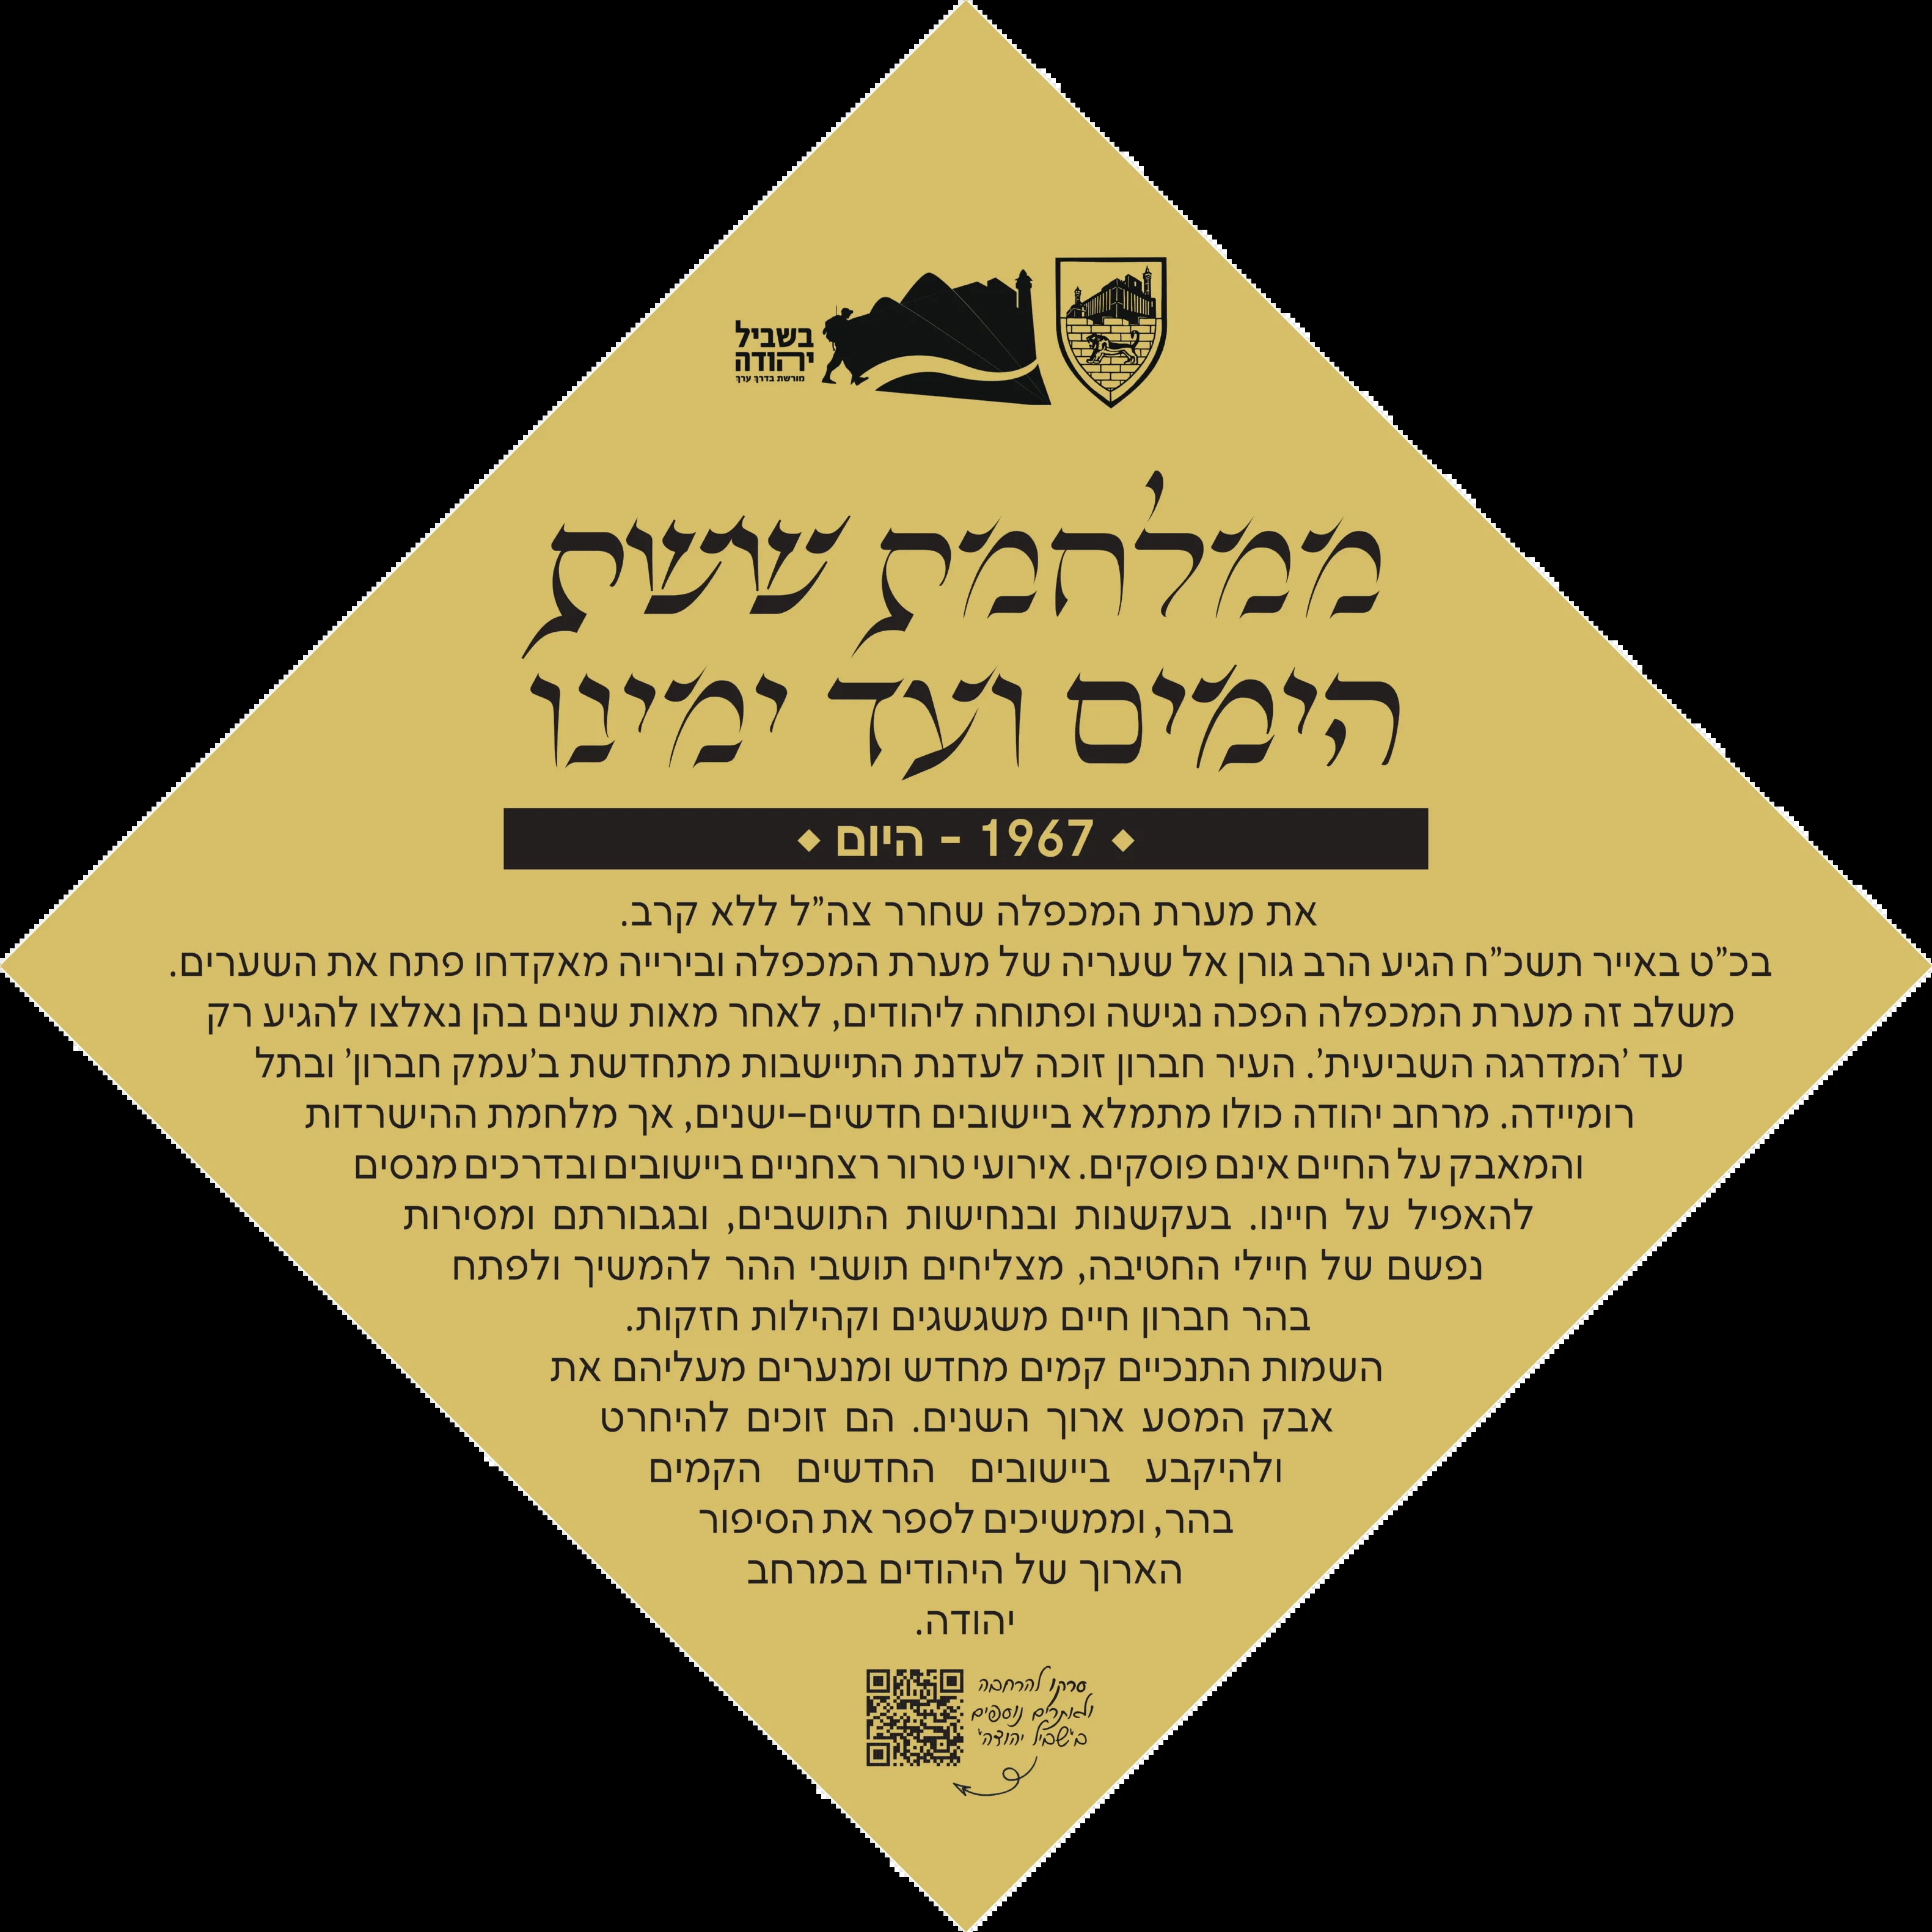 בשביל
יהודה
מורשת בדרך ערך
ממלחמת ששת
הימים ועד ימינו
1967 - היום
את מערת המכפלה שחרר צה”ל ללא קרב.
בכ”ט באייר תשכ”ח הגיע הרב גורן אל שעריה של מערת המכפלה ובירייה מאקדחו פתח את השערים.
משלב זה מערת המכפלה הפכה נגישה ופתוחה ליהודים, לאחר מאות שנים בהן נאלצו להגיע רק
עד ’המדרגה השביעית’. העיר חברון זוכה לעדנת התיישבות מתחדשת ב’עמק חברון’ ובתל
רומיידה. מרחב יהודה כולו מתמלא ביישובים חדשים–ישנים, אך מלחמת ההישרדות
והמאבק על החיים אינם פוסקים. אירועי טרור רצחניים ביישובים ובדרכים מנסים
להאפיל על חיינו. בעקשנות ובנחישות התושבים, ובגבורתם ומסירות
נפשם של חיילי החטיבה, מצליחים תושבי ההר להמשיך ולפתח
בהר חברון חיים משגשגים וקהילות חזקות.
השמות התנכיים קמים מחדש ומנערים מעליהם את
אבק המסע ארוך השנים. הם זוכים להיחרט
ולהיקבע ביישובים החדשים הקמים
בהר, וממשיכים לספר את הסיפור
הארוך של היהודים במרחב
יהודה.
סרקו להרחבה
ולאתרים נוספים
ב'שביל יהודה'